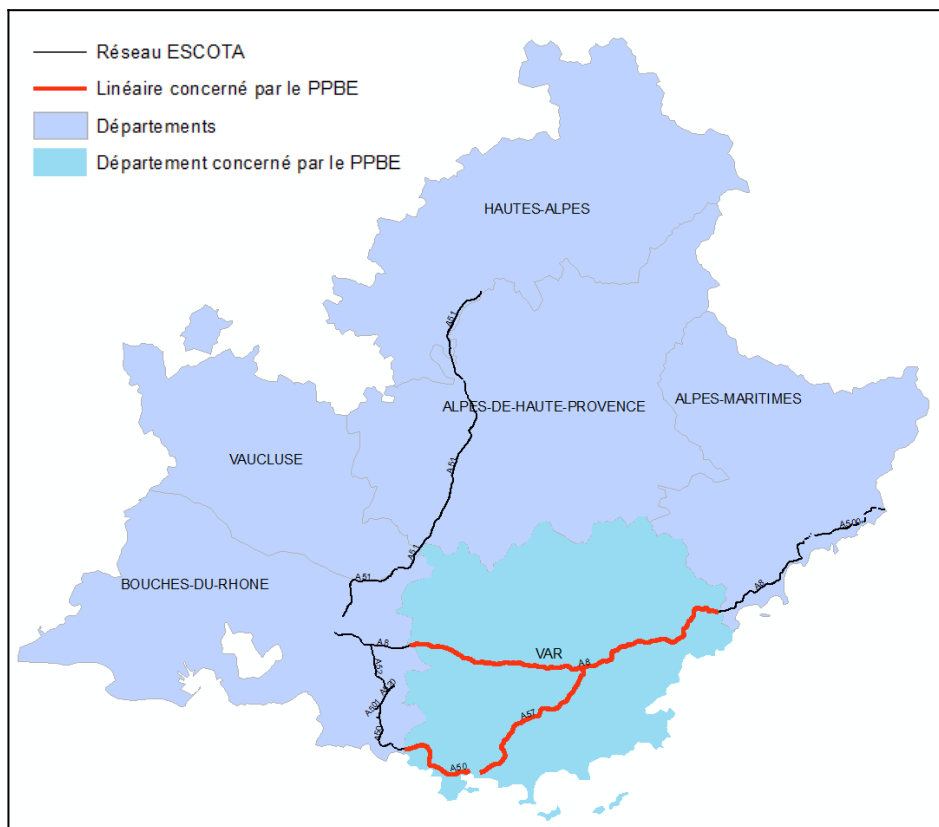 Réseau ESCOTA
Linéaire concerné par le PPBE
Départements
Département concerné par le PPBE
HAUTES-ALPES
A51
ALPES-MARITIMES
ALPES-DE-HAUTE-PROVENCE
VAUCLUSE
A51
A500
A51
A51
BOUCHES-DU-RHONE
A8
A8
VAR
A8
A52
A501
A57
A50
A50